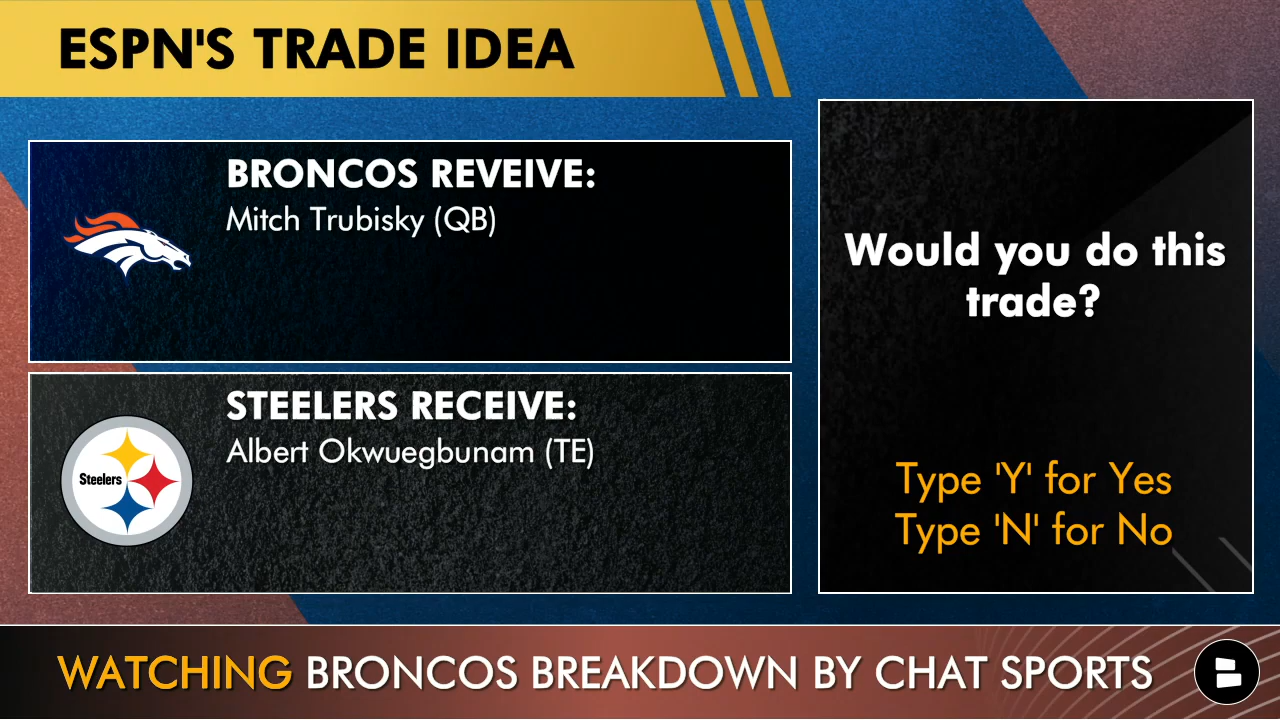 ESPN'S TRADE IDEA
BRONCOS REVEIVE:
Mitch Trubisky (QB)
Steelers
STEELERS RECEIVE:
Albert Okwuegbunam (TE)
Would you do this
trade?
Type 'Y' for Yes
Type 'N' for No
WATCHING BRONCOS BREAKDOWN BY CHAT SPORTS